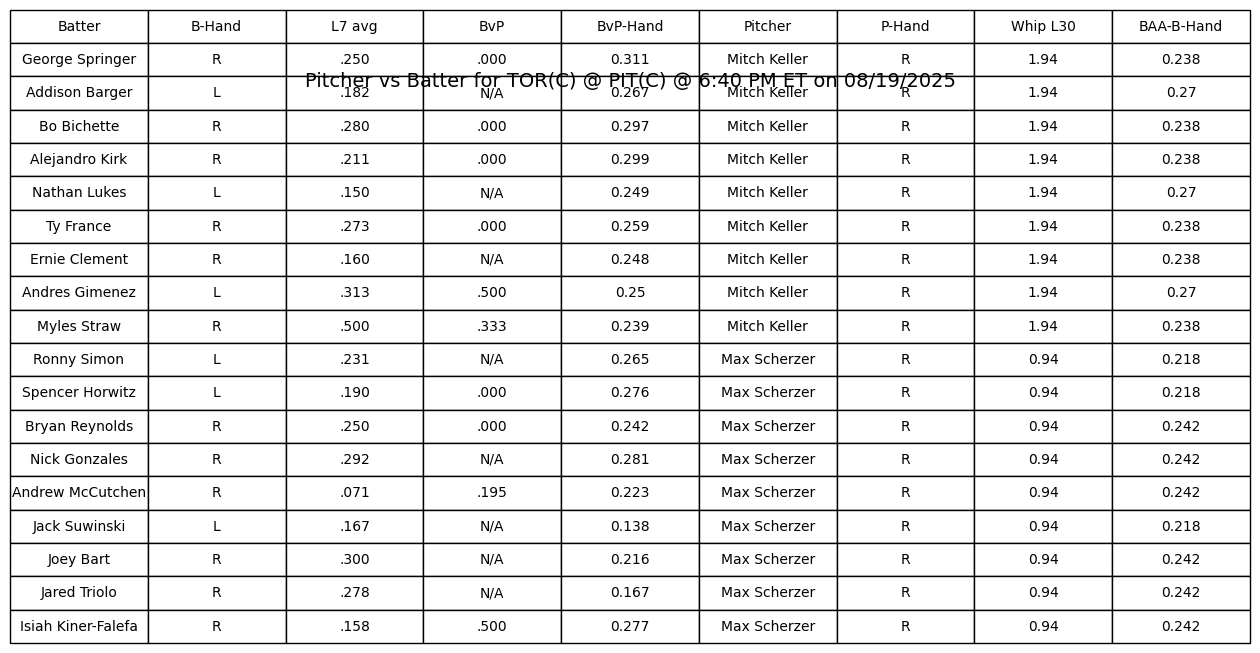 Batter B-Hand L7 avg BvP BvP-Hand Pitcher P-Hand Whip L30 BAA-B-Hand
George Springer R .250 .000 0.311 Mitch Keller R 1.94 0.238
Pitcher vs Batter for TOR(C) @ PIT(C) @ 6:40 PM ET on 08/19/2025
Addison Barger L .182 N/A 0.267 Mitch Keller R 1.94 0.27
Bo Bichette R .280 .000 0.297 Mitch Keller R 1.94 0.238
Alejandro Kirk R .211 .000 0.299 Mitch Keller R 1.94 0.238
Nathan Lukes L .150 N/A 0.249 Mitch Keller R 1.94 0.27
Ty France R .273 .000 0.259 Mitch Keller R 1.94 0.238
Ernie Clement R .160 N/A 0.248 Mitch Keller R 1.94 0.238
Andres Gimenez L .313 .500 0.25 Mitch Keller R 1.94 0.27
Myles Straw R .500 .333 0.239 Mitch Keller R 1.94 0.238
Ronny Simon L .231 N/A 0.265 Max Scherzer R 0.94 0.218
Spencer Horwitz L .190 .000 0.276 Max Scherzer R 0.94 0.218
Bryan Reynolds R .250 .000 0.242 Max Scherzer R 0.94 0.242
Nick Gonzales R .292 N/A 0.281 Max Scherzer R 0.94 0.242
Andrew McCutchen R .071 .195 0.223 Max Scherzer R 0.94 0.242
Jack Suwinski L .167 N/A 0.138 Max Scherzer R 0.94 0.218
Joey Bart R .300 N/A 0.216 Max Scherzer R 0.94 0.242
Jared Triolo R .278 N/A 0.167 Max Scherzer R 0.94 0.242
Isiah Kiner-Falefa R .158 .500 0.277 Max Scherzer R 0.94 0.242